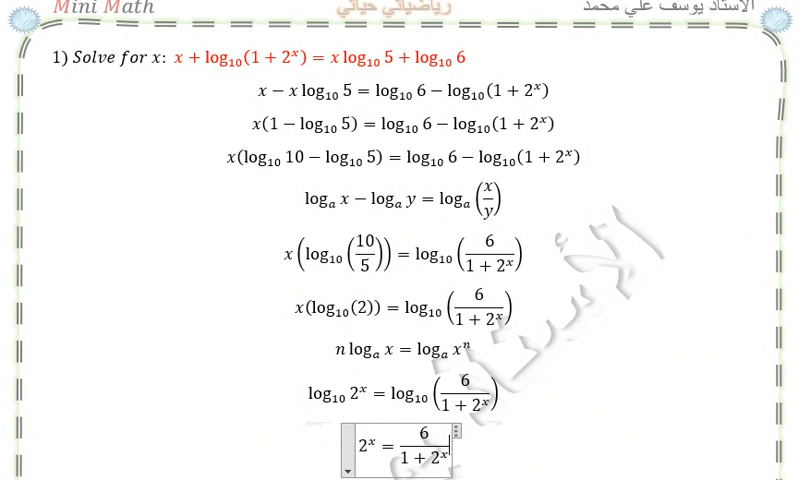 Mini Math رياضياتي حياتي الأستاذ يوسف علي محمد
1) Solve for x: x + log₁₀(1 + 2ˣ) = x log₁₀ 5 + log₁₀ 6
x − x log₁₀ 5 = log₁₀ 6 − log₁₀(1 + 2ˣ)
x(1 − log₁₀ 5) = log₁₀ 6 − log₁₀(1 + 2ˣ)
x(log₁₀ 10 − log₁₀ 5) = log₁₀ 6 − log₁₀(1 + 2ˣ)
logₐ x − logₐ y = logₐ (x/y)
x (log₁₀ (10/5)) = log₁₀ (6/(1 + 2ˣ))
x(log₁₀(2)) = log₁₀ (6/(1 + 2ˣ))
n logₐ x = logₐ xⁿ
log₁₀ 2ˣ = log₁₀ (6/(1 + 2ˣ))
2ˣ = 6/(1 + 2ˣ)
الأستاذ